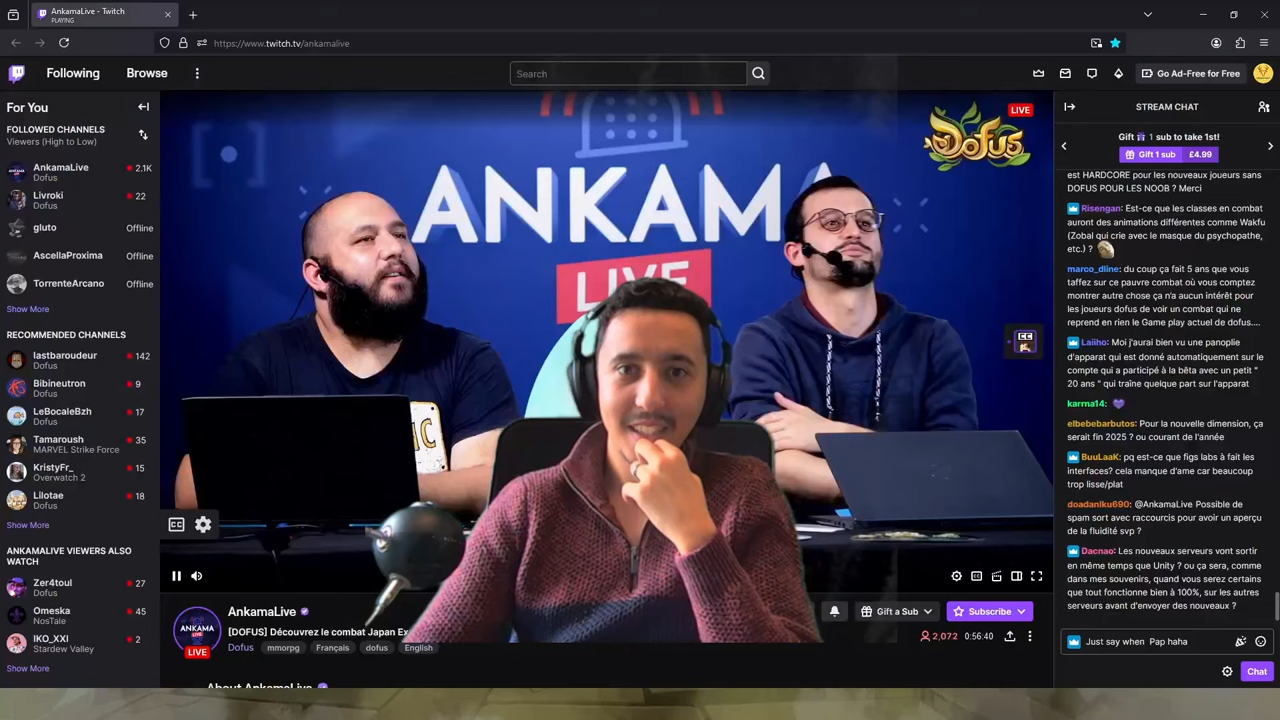 AnkamaLive - Twitch
PLAYING
https://www.twitch.tv/ankamalive
Following
Browse
Search
Go Ad-Free for Free
For You
FOLLOWED CHANNELS
Viewers (High to Low)
AnkamaLive
2.1K
Dofus
Livroki
22
Dofus
gluto
Offline
AscellaProxima
Offline
TorrenteArcano
Offline
Show More
RECOMMENDED CHANNELS
lastbaroudeur
142
Dofus
Bibineutron
9
Dofus
LeBocaleBzh
17
Dofus
Tamaroush
35
MARVEL Strike Force
KristyFr_
15
Overwatch 2
Lilotae
18
Dofus
Show More
ANKAMALIVE VIEWERS ALSO
WATCH
Zer4toul
27
Dofus
Omeska
45
NosTale
IKO_XXI
2
Stardew Valley
Show More
DOFUS
LIVE
ANKAMA
LIVE
CC
CC
ANKAMA
LIVE
LIVE
AnkamaLive
[DOFUS] Découvrez le combat Japan Ex
Dofus
mmorpg
Français
dofus
English
Gift a Sub
Subscribe
2,072
0:56:40
About AnkamaLive
STREAM CHAT
Gift 1 sub to take 1st!
Gift 1 sub
£4.99
est HARDCORE pour les nouveaux joueurs sans
DOFUS POUR LES NOOB ? Merci
Risengan: Est-ce que les classes en combat
auront des animations différentes comme Wakfu
(Zobal qui crie avec le masque du psychopathe,
etc.) ?
marco_dline: du coup ça fait 5 ans que vous
taffez sur ce pauvre combat où vous comptez
montrer autre chose ça n'a aucun intérêt pour
les joueurs dofus de voir un combat qui ne
reprend en rien le Game play actuel de dofus....
Laiiho: Moi j'aurai bien vu une panoplie
d'apparat qui est donné automatiquement sur le
compte qui a participé à la bêta avec un petit "
20 ans " qui traîne quelque part sur l'apparat
karma14:
elbebebarbutos: Pour la nouvelle dimension, ça
serait fin 2025 ? ou courant de l'année
BuuLaaK: pq est-ce que figs labs à fait les
interfaces? cela manque d'ame car beaucoup
trop lisse/plat
doadanlku690: @AnkamaLive Possible de
spam sort avec raccourcis pour avoir un aperçu
de la fluidité svp ?
Dacnao: Les nouveaux serveurs vont sortir
en même temps que Unity ? ou ça sera, comme
dans mes souvenirs, quand vous serez certains
que tout fonctionne bien à 100%, sur les autres
serveurs avant d'envoyer des nouveaux ?
Just say when Pap haha
Chat